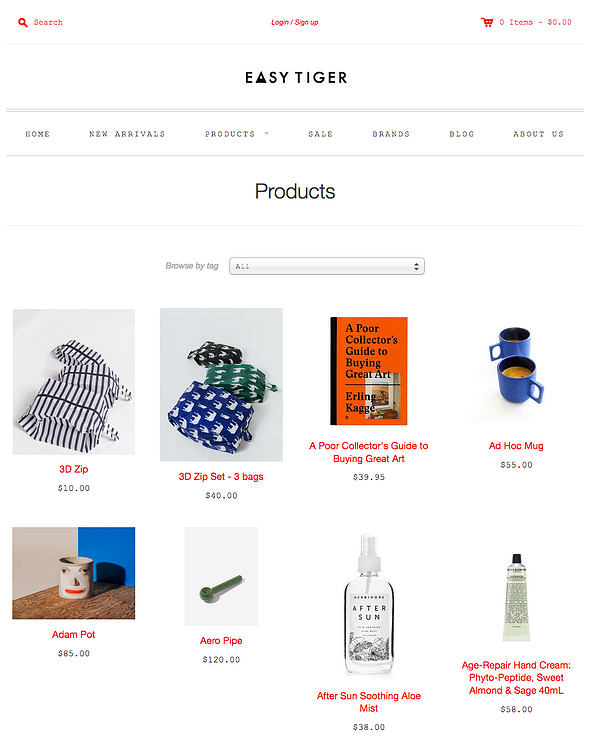 Search
Login / Sign up
0 Items - $0.00
EASY TIGER
HOME
NEW ARRIVALS
PRODUCTS
SALE
BRANDS
BLOG
ABOUT US
Products
Browse by tag
All
A Poor
Collector's
Guide to
Buying
Great Art
Erling
Kagge
3D Zip
$10.00
3D Zip Set - 3 bags
$40.00
A Poor Collector's Guide to
Buying Great Art
$39.95
Ad Hoc Mug
$55.00
HERBIVORE
AFTER
SUN
Adam Pot
$85.00
Aero Pipe
$120.00
After Sun Soothing Aloe
Mist
$38.00
Age-Repair Hand Cream:
Phyto-Peptide, Sweet
Almond & Sage 40mL
$58.00